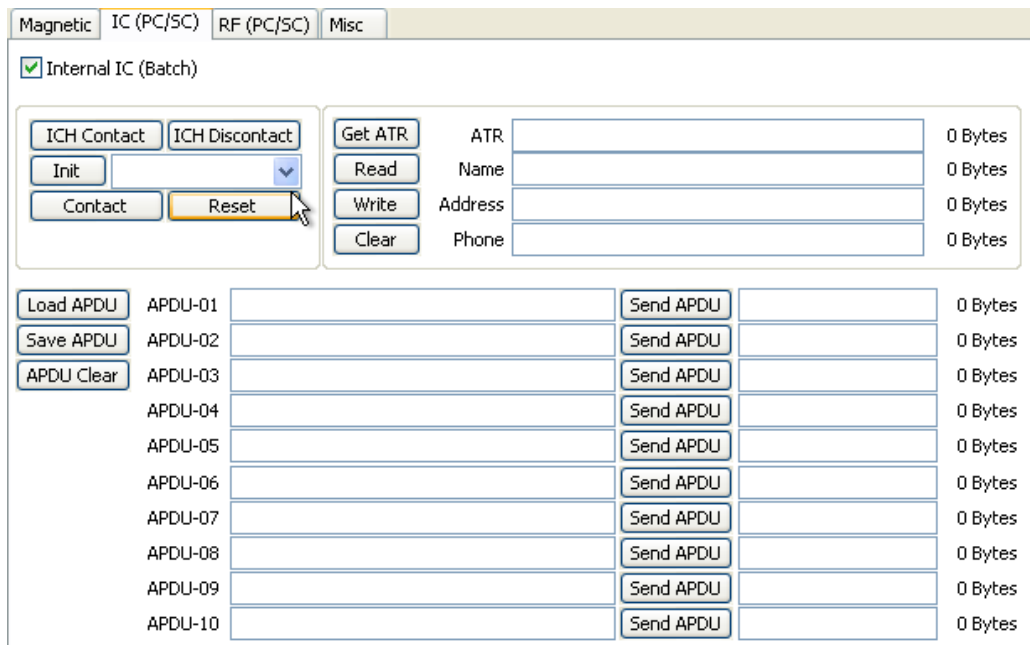 Magnetic IC (PC/SC) RF (PC/SC) Misc
Internal IC (Batch)
ICH Contact ICH Discontact Get ATR ATR 0 Bytes
Init Read Name 0 Bytes
Contact Reset Write Address 0 Bytes
Clear Phone 0 Bytes
Load APDU APDU-01 Send APDU 0 Bytes
Save APDU APDU-02 Send APDU 0 Bytes
APDU Clear APDU-03 Send APDU 0 Bytes
APDU-04 Send APDU 0 Bytes
APDU-05 Send APDU 0 Bytes
APDU-06 Send APDU 0 Bytes
APDU-07 Send APDU 0 Bytes
APDU-08 Send APDU 0 Bytes
APDU-09 Send APDU 0 Bytes
APDU-10 Send APDU 0 Bytes